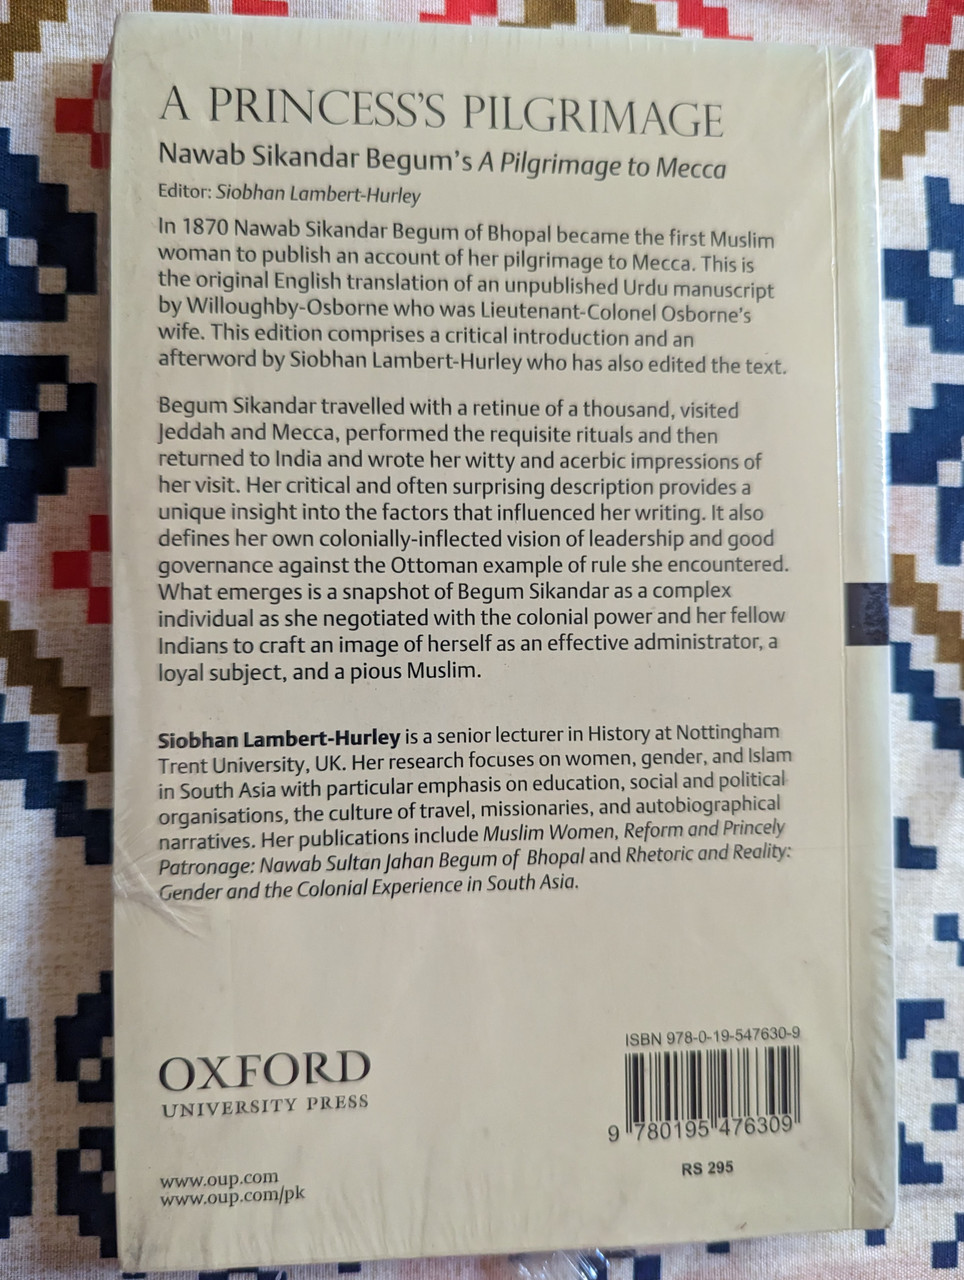 A PRINCESS'S PILGRIMAGE
Nawab Sikandar Begum's A Pilgrimage to Mecca
Editor: Siobhan Lambert-Hurley
In 1870 Nawab Sikandar Begum of Bhopal became the first Muslim
woman to publish an account of her pilgrimage to Mecca. This is
the original English translation of an unpublished Urdu manuscript
by Willoughby-Osborne who was Lieutenant-Colonel Osborne's
wife. This edition comprises a critical introduction and an
afterword by Siobhan Lambert-Hurley who has also edited the text.
Begum Sikandar travelled with a retinue of a thousand, visited
Jeddah and Mecca, performed the requisite rituals and then
returned to India and wrote her witty and acerbic impressions of
her visit. Her critical and often surprising description provides a
unique insight into the factors that influenced her writing. It also
defines her own colonially-inflected vision of leadership and good
governance against the Ottoman example of rule she encountered.
What emerges is a snapshot of Begum Sikandar as a complex
individual as she negotiated with the colonial power and her fellow
Indians to craft an image of herself as an effective administrator, a
loyal subject, and a pious Muslim.
Siobhan Lambert-Hurley is a senior lecturer in History at Nottingham
Trent University, UK. Her research focuses on women, gender, and Islam
in South Asia with particular emphasis on education, social and political
organisations, the culture of travel, missionaries, and autobiographical
narratives. Her publications include Muslim Women, Reform and Princely
Patronage: Nawab Sultan Jahan Begum of Bhopal and Rhetoric and Reality:
Gender and the Colonial Experience in South Asia.
OXFORD
UNIVERSITY PRESS
www.oup.com
www.oup.com/pk
ISBN 978-0-19-547630-9
9 780195 476309
RS 295